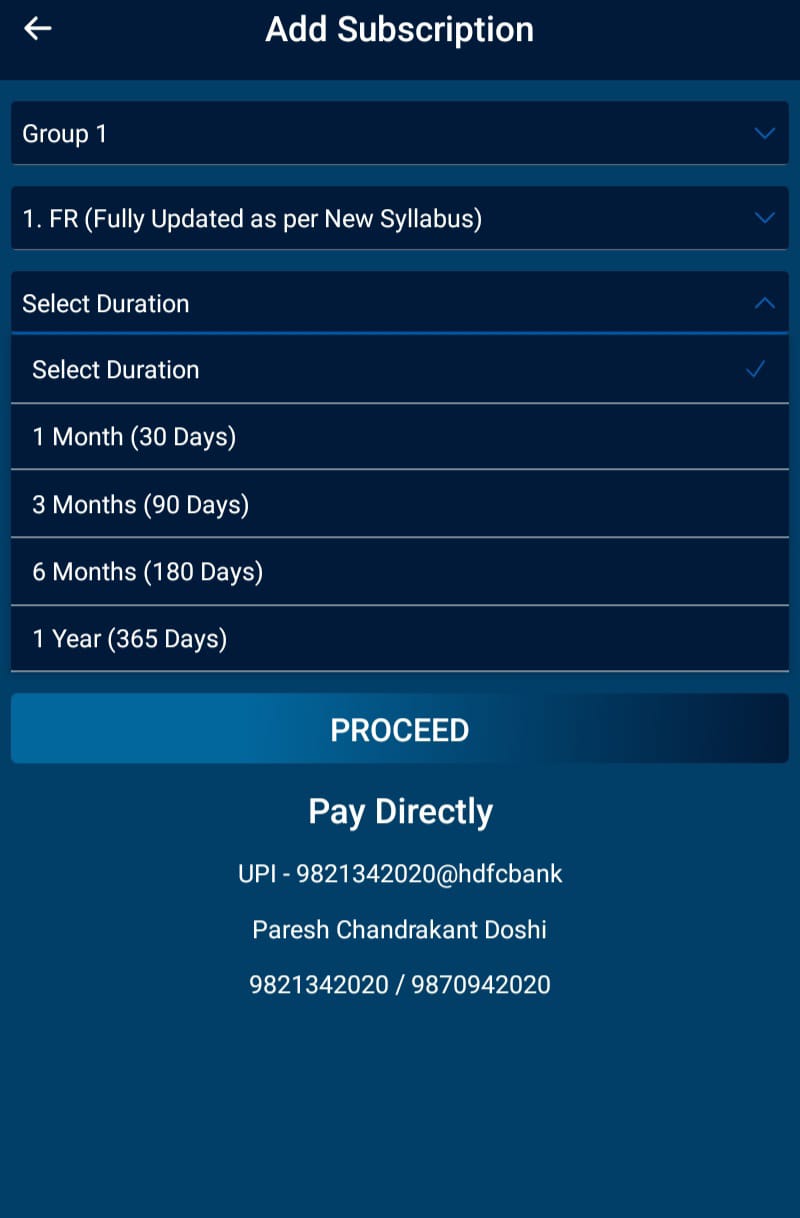 Add Subscription
Group 1
1. FR (Fully Updated as per New Syllabus)
Select Duration
Select Duration
1 Month (30 Days)
3 Months (90 Days)
6 Months (180 Days)
1 Year (365 Days)
PROCEED
Pay Directly
UPI - 9821342020@hdfcbank
Paresh Chandrakant Doshi
9821342020 / 9870942020